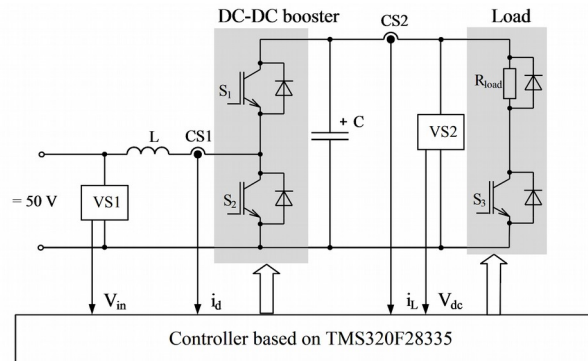 DC-DC booster
CS2
Load
S1
+ C
Rload
L
CS1
VS2
= 50 V
VS1
S2
S3
Vin
id
iL
Vdc
Controller based on TMS320F28335